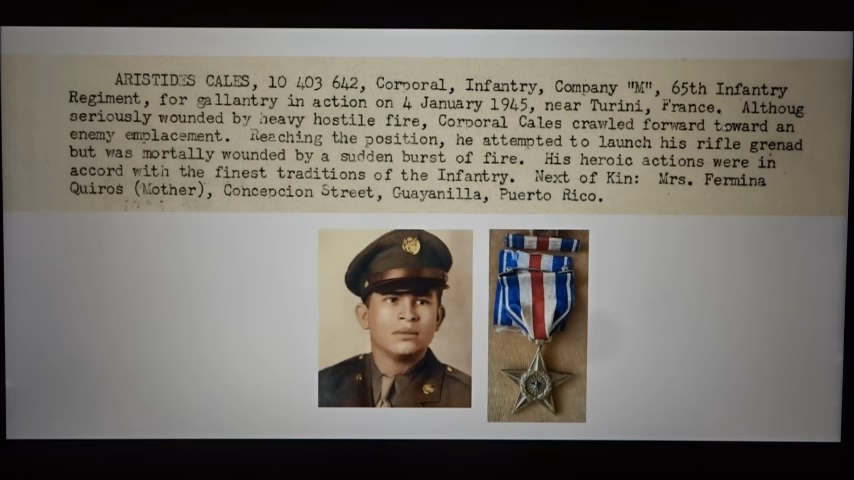 ARISTIDES CALES, 10 403 642, Corporal, Infantry, Company "M", 65th Infantry
Regiment, for gallantry in action on 4 January 1945, near Turini, France. Althoug
seriously wounded by heavy hostile fire, Corporal Cales crawled forward toward an
enemy emplacement. Reaching the position, he attempted to launch his rifle grenad
but was mortally wounded by a sudden burst of fire. His heroic actions were in
accord with the finest traditions of the Infantry. Next of Kin: Mrs. Fermina
Quiros (Mother), Concepcion Street, Guayanilla, Puerto Rico.